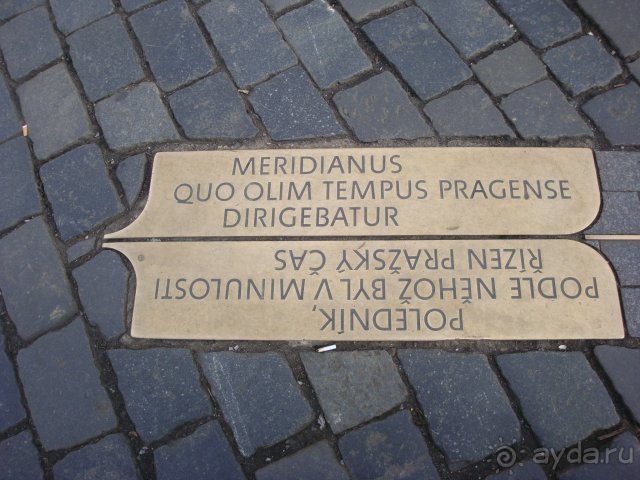 MERIDIANUS
QUO OLIM TEMPUS PRAGENSE
DIRIGEBATUR
POLEDNÍK,
PODLE NĚHOŽ BYL V MINULOSTI
ŘÍZEN PRAŽSKÝ ČAS
ayda.ru